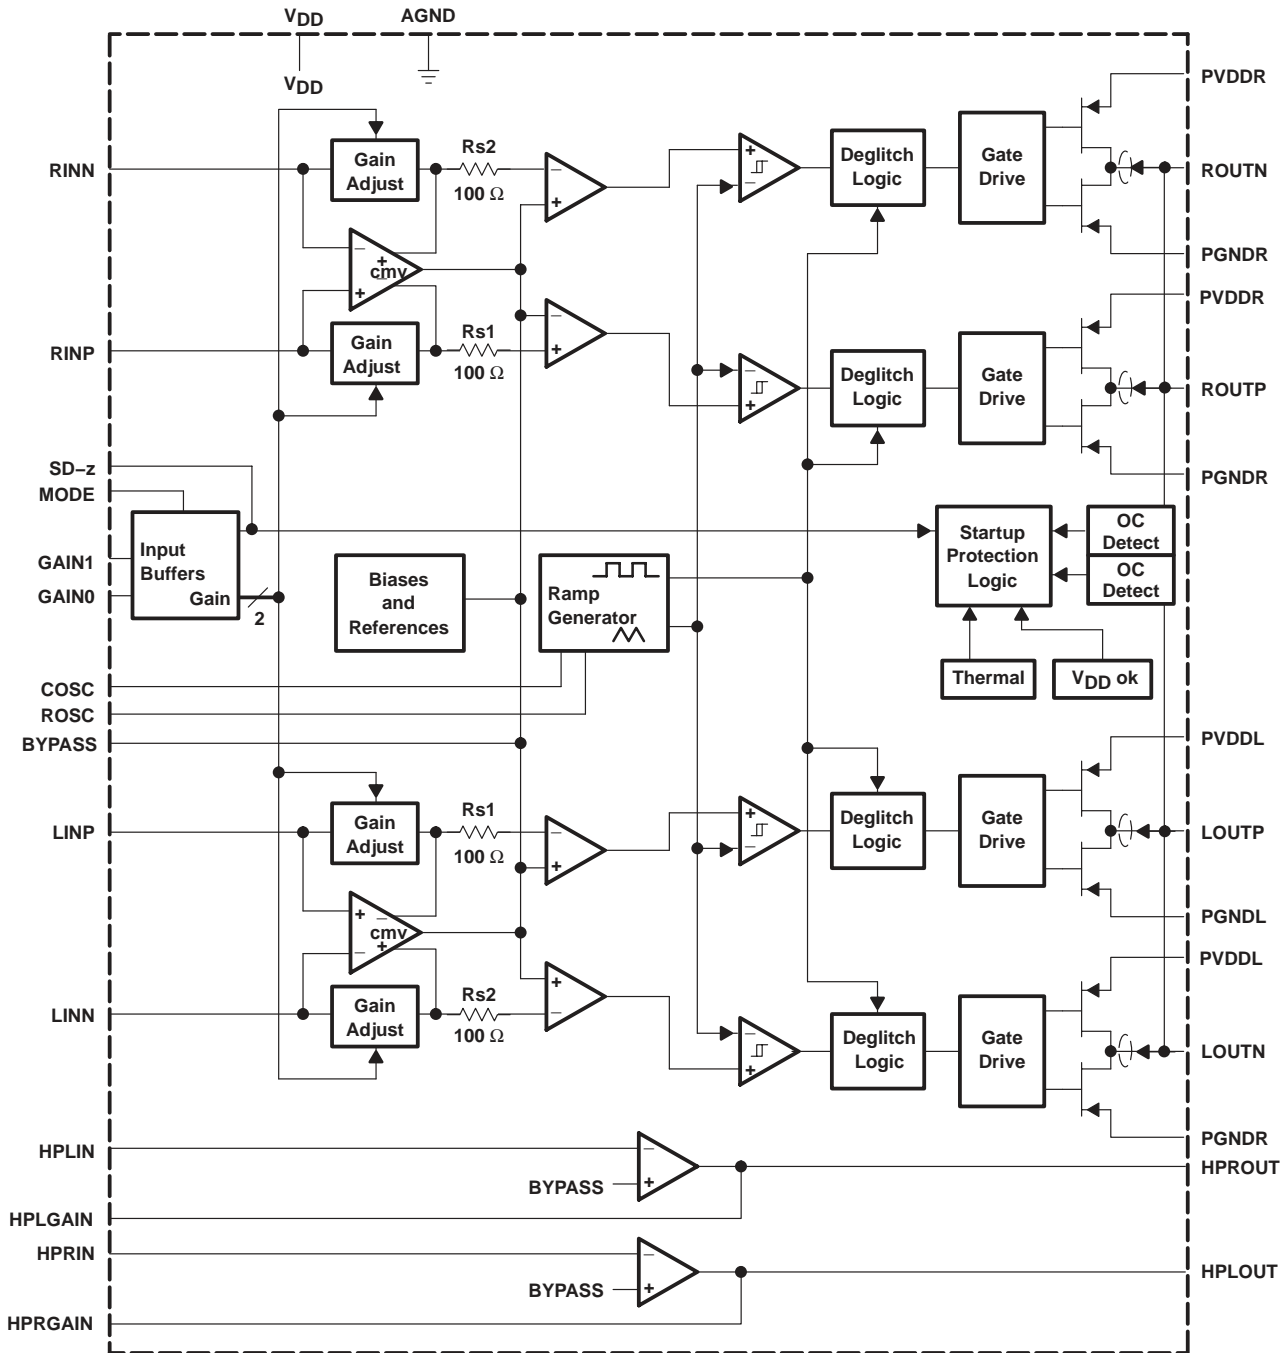 VDD
AGND
VDD
PVDDR
RINN
Gain
Adjust
Rs2
100 Ω
−
+
+
−
Deglitch
Logic
Gate
Drive
ROUTN
−
+
cmv
−
+
PGNDR
PVDDR
RINP
Gain
Adjust
Rs1
100 Ω
−
+
−
+
Deglitch
Logic
Gate
Drive
ROUTP
PGNDR
SD−z
MODE
GAIN1
GAIN0
Input
Buffers
Gain
2
Biases
and
References
Ramp
Generator
Startup
Protection
Logic
OC
Detect
OC
Detect
Thermal
VDD ok
COSC
ROSC
BYPASS
PVDDL
LINP
Gain
Adjust
Rs1
100 Ω
−
+
+
−
Deglitch
Logic
Gate
Drive
LOUTP
+
−
cmv
+
−
PGNDL
PVDDL
LINN
Gain
Adjust
Rs2
100 Ω
+
−
−
+
Deglitch
Logic
Gate
Drive
LOUTN
PGNDR
HPLIN
−
+
BYPASS
HPROUT
HPLGAIN
HPRIN
−
+
BYPASS
HPLOUT
HPRGAIN